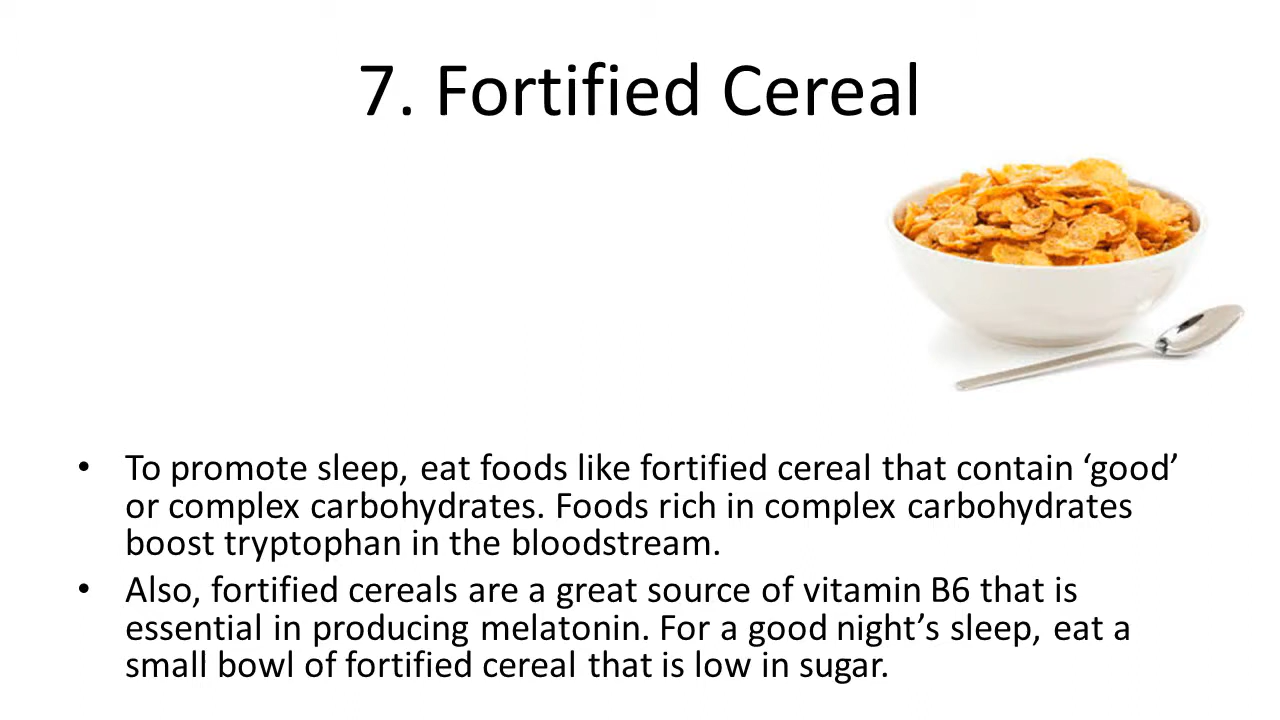 7. Fortified Cereal
• To promote sleep, eat foods like fortified cereal that contain ‘good’
or complex carbohydrates. Foods rich in complex carbohydrates
boost tryptophan in the bloodstream.
• Also, fortified cereals are a great source of vitamin B6 that is
essential in producing melatonin. For a good night’s sleep, eat a
small bowl of fortified cereal that is low in sugar.